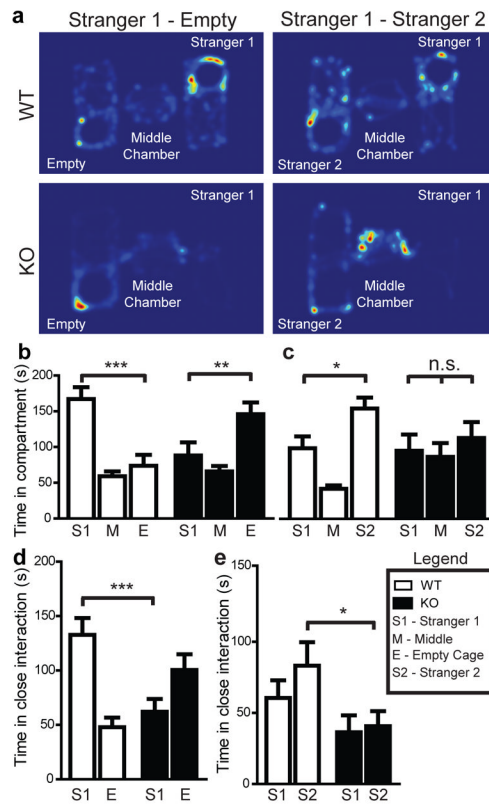 a
Stranger 1 - Empty
Stranger 1 - Stranger 2
WT
Stranger 1
Middle
Chamber
Empty
Stranger 1
Middle
Chamber
Stranger 2
KO
Stranger 1
Middle
Chamber
Empty
Stranger 1
Middle
Chamber
Stranger 2
b
Time in compartment (s)
200
150
100
50
0
***
**
S1 M E S1 M E
c
*
n.s.
S1 M S2 S1 M S2
d
Time in close interaction (s)
200
150
100
50
0
***
S1 E S1 E
e
Time in close interaction (s)
150
100
50
0
*
S1 S2 S1 S2
Legend
WT
KO
S1 - Stranger 1
M - Middle
E - Empty Cage
S2 - Stranger 2